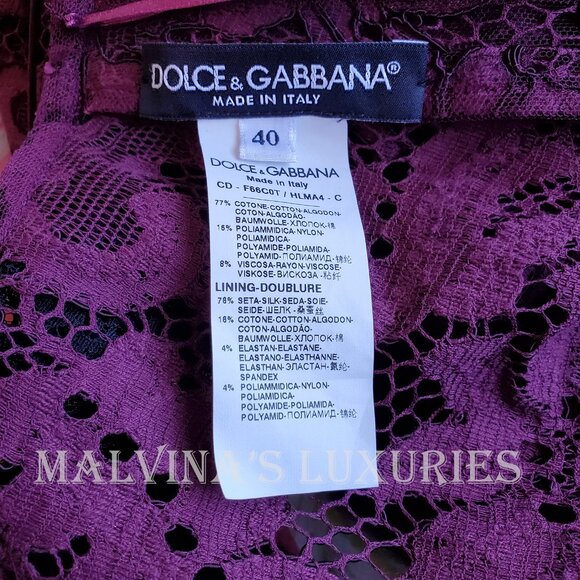 DOLCE & GABBANA®
MADE IN ITALY
40
DOLCE & GABBANA
Made in Italy
CD - F66C0T / HLMA4 - C
77% COTONE-COTTON-ALGODON-
COTON-ALGODÃO-
BAUMWOLLE-ХЛОПОК-棉
15% POLIAMMIDICA-NYLON-
POLIAMIDICA-
POLYAMIDE-POLIAMIDA-
POLYAMID-ПОЛИАМИД-锦纶
8% VISCOSA-RAYON-VISCOSE-
VISKOSE-ВИСКОЗА-粘纤
LINING-DOUBLURE
76% SETA-SILK-SEDA-SOIE-
SEIDE-ШЕЛК-桑蚕丝
16% COTONE-COTTON-ALGODON-
COTON-ALGODÃO-
BAUMWOLLE-ХЛОПОК-棉
4% ELASTAN-ELASTANE-
ELASTANO-ELASTHANNE-
ELASTHAN-ЭЛАСТАН-氨纶-
SPANDEX
4% POLIAMMIDICA-NYLON-
POLIAMIDICA-
POLYAMIDE-POLIAMIDA-
POLYAMID-ПОЛИАМИД-锦纶
MALVINA'S LUXURIES